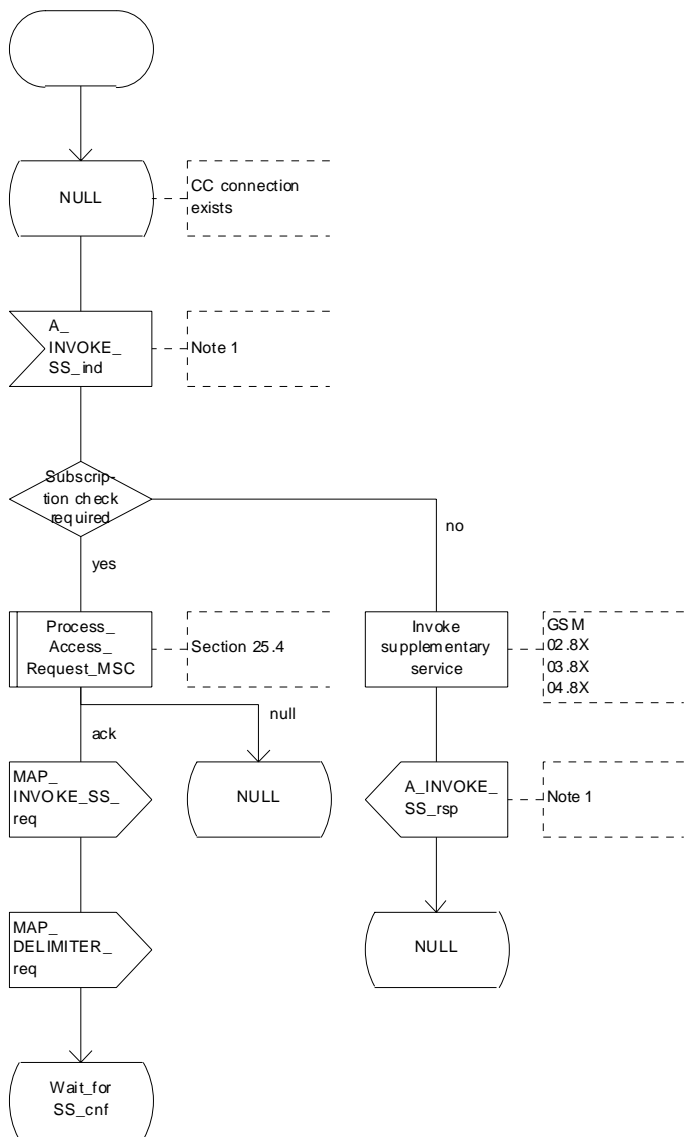 NULL
CC connection
exists
A_
INVOKE_
SS_ind
Note 1
Subscrip-
tion check
required
no
yes
Process_
Access_
Request_MSC
Section 25.4
Invoke
supplementary
service
GSM
02.8X
03.8X
04.8X
null
ack
MAP_
INVOKE_SS_
req
NULL
A_INVOKE_
SS_rsp
Note 1
MAP_
DELIMITER_
req
NULL
Wait_for
SS_cnf